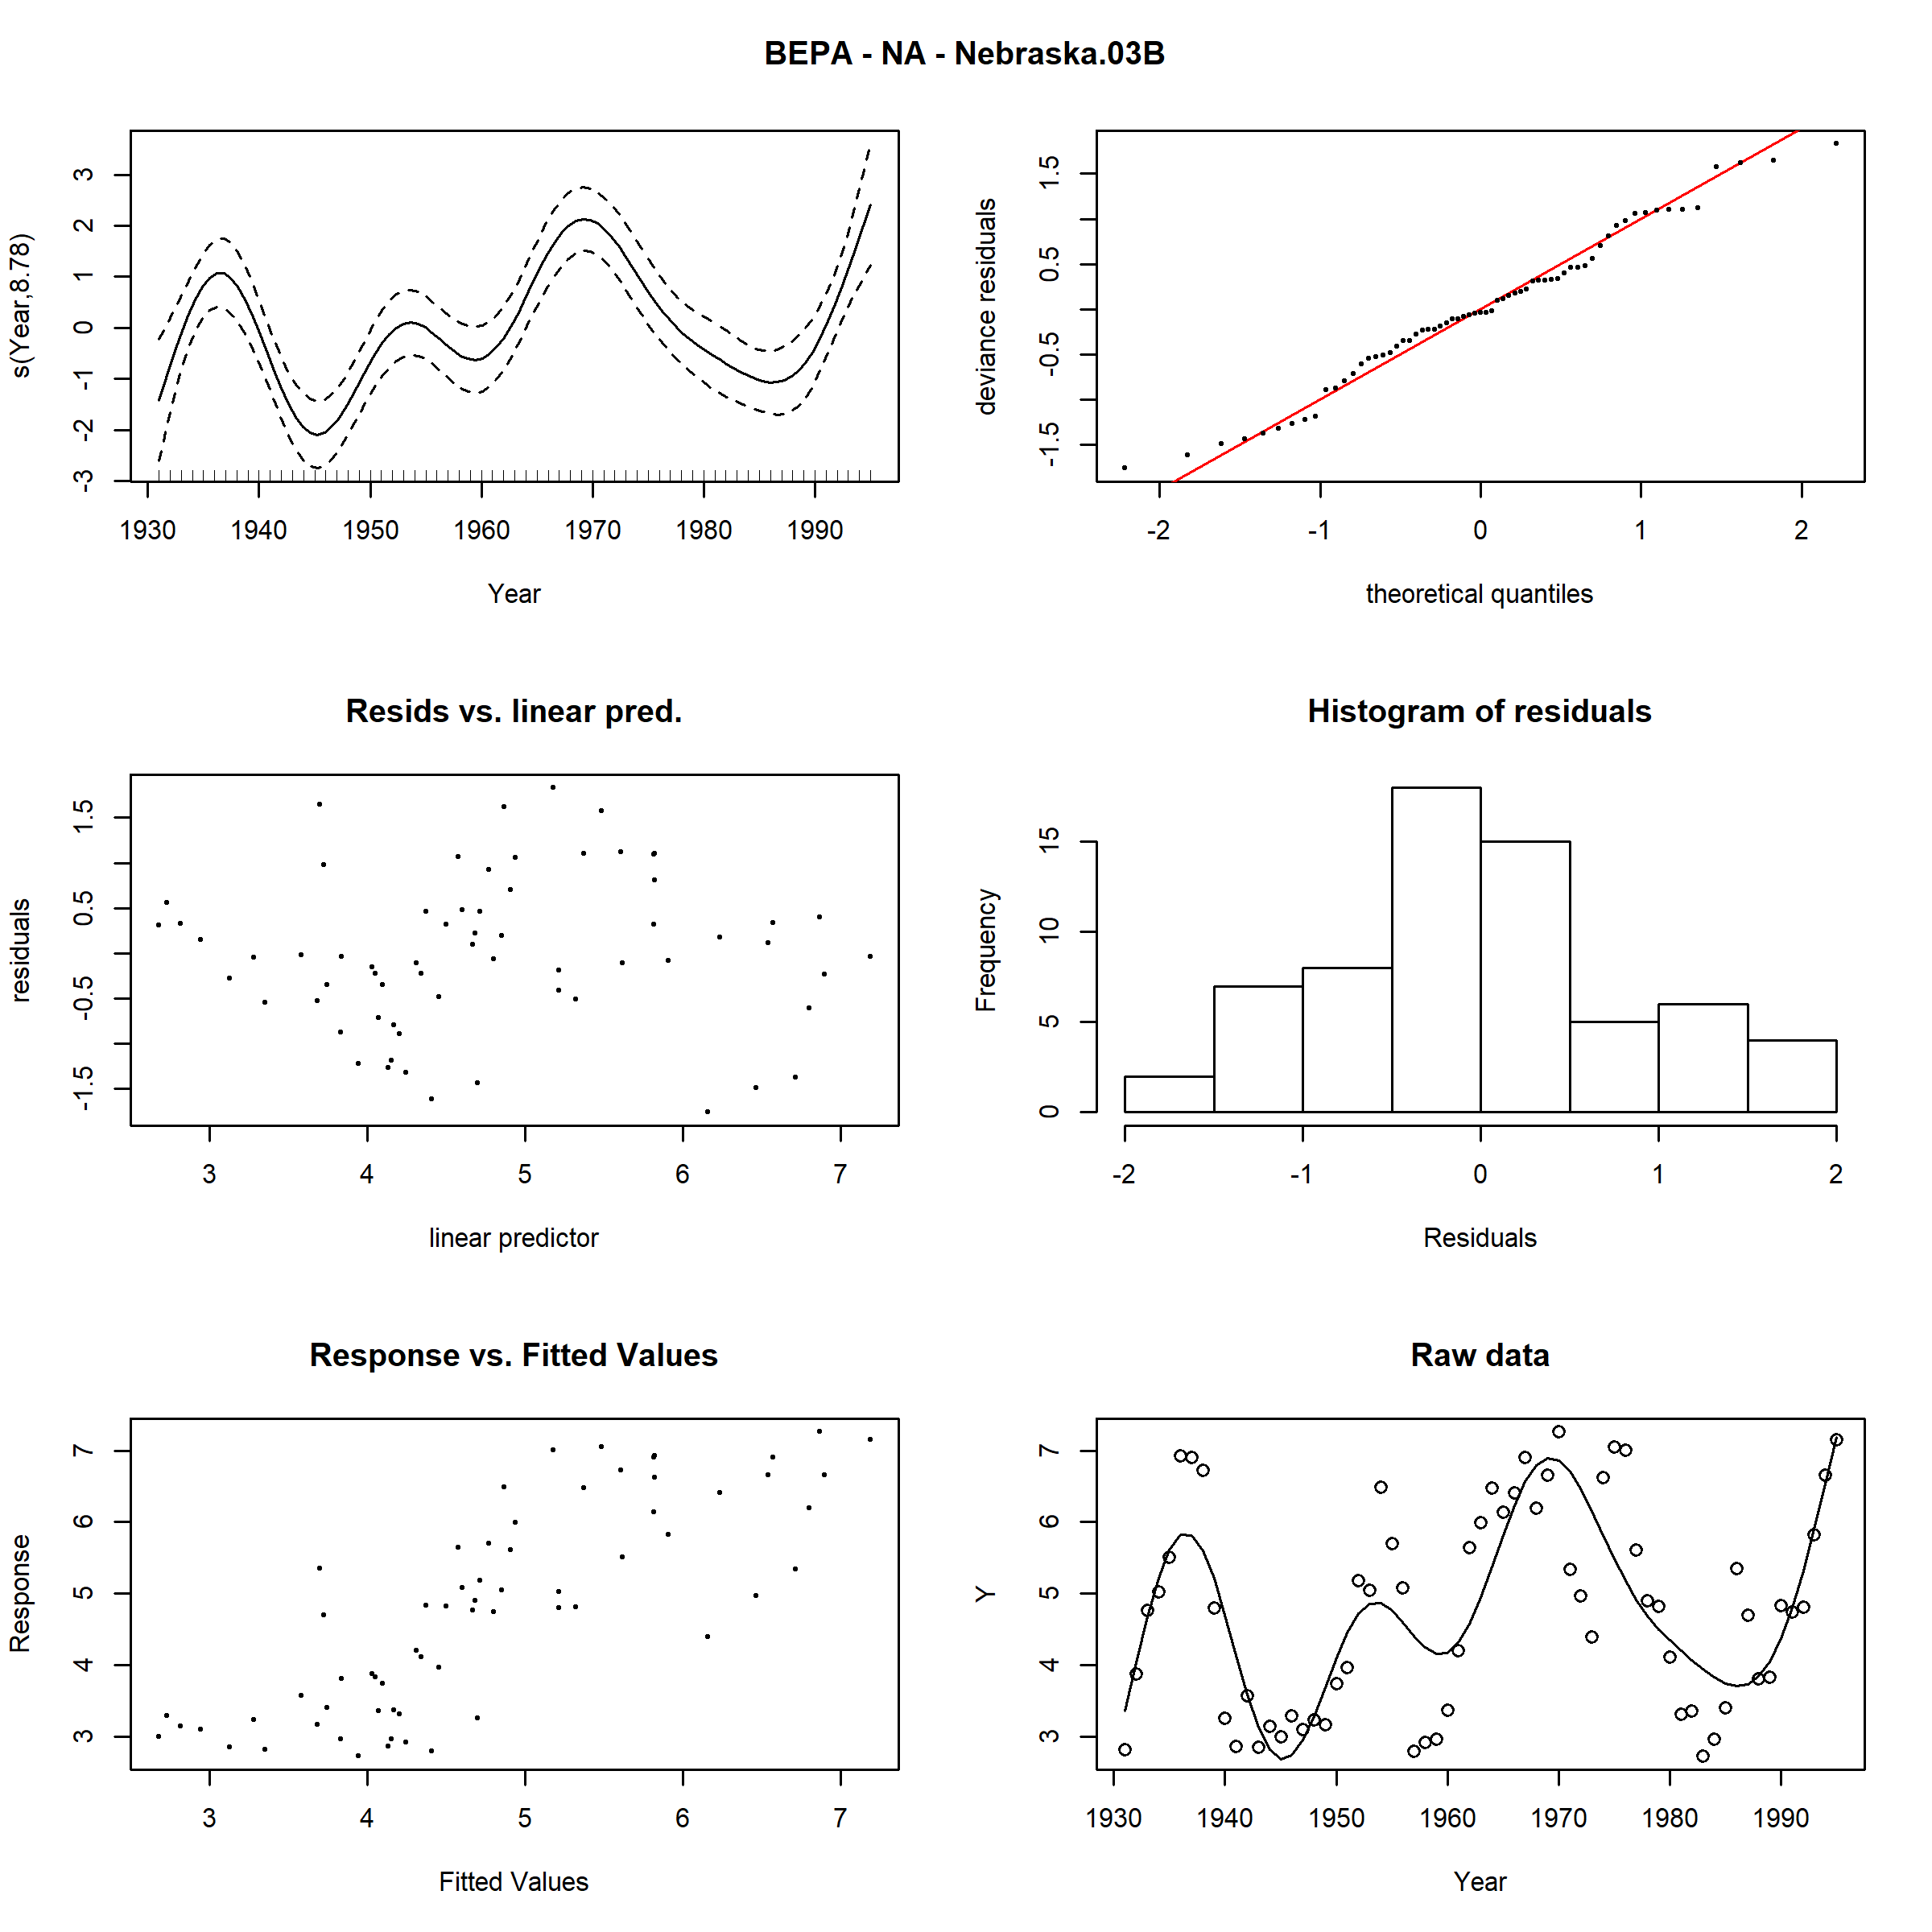 BEPA - NA - Nebraska.03B
s(Year,8.78)
3
2
1
0
-1
-2
-3
1930 1940 1950 1960 1970 1980 1990
Year
deviance residuals
1.5
0.5
-0.5
-1.5
-2 -1 0 1 2
theoretical quantiles
Resids vs. linear pred.
residuals
1.5
0.5
-0.5
-1.5
3 4 5 6 7
linear predictor
Histogram of residuals
Frequency
15
10
5
0
-2 -1 0 1 2
Residuals
Response vs. Fitted Values
Response
7
6
5
4
3
3 4 5 6 7
Fitted Values
Raw data
Y
7
6
5
4
3
1930 1940 1950 1960 1970 1980 1990
Year